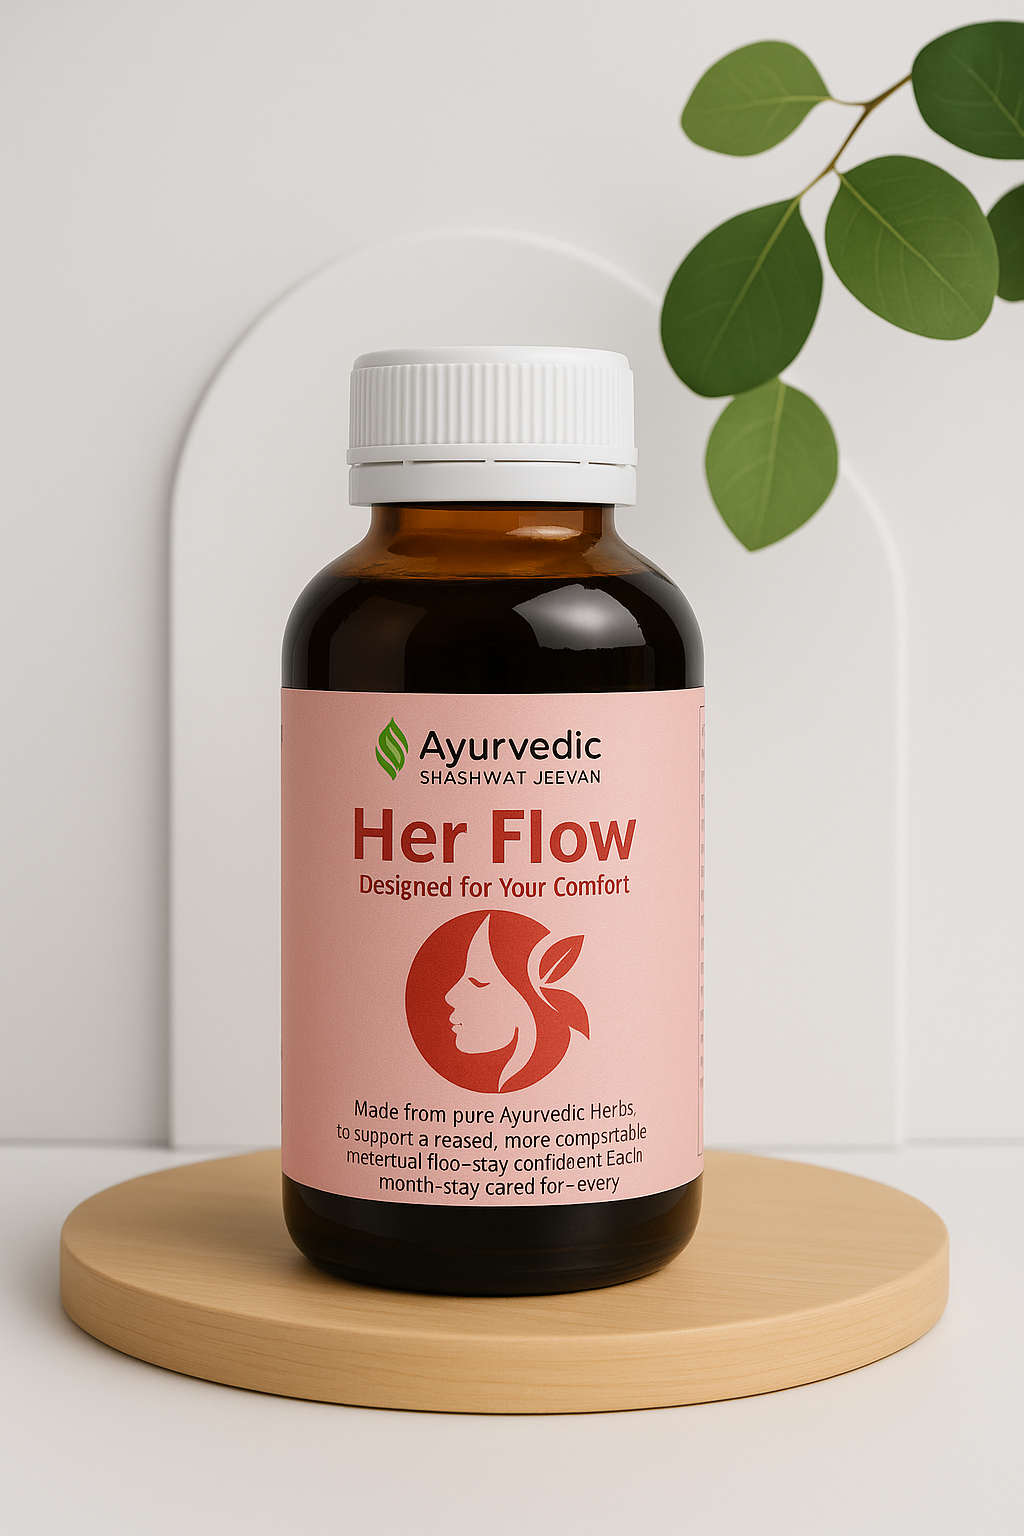 Ayurvedic
SHASHWAT JEEVAN
Her Flow
Designed for Your Comfort
Made from pure Ayurvedic Herbs,
to support a reased, more compsrtable
metertual floo-stay confident Eacln
month-stay cared for-every